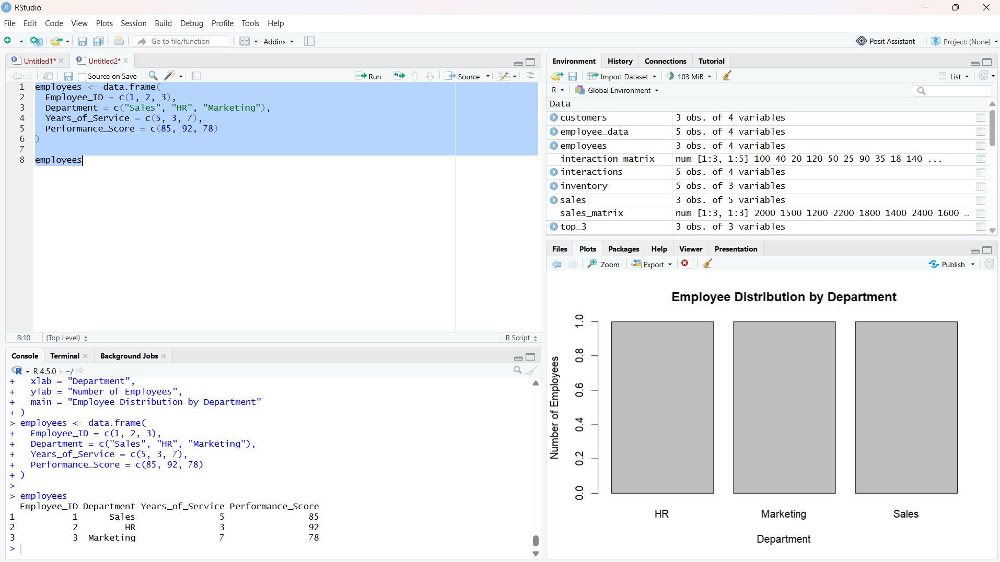 RStudio
File Edit Code View Plots Session Build Debug Profile Tools Help
Go to file/function Addins Posit Assistant Project: (None)
Untitled1* Untitled2*
Source on Save Run Source
1 employees <- data.frame(
2 Employee_ID = c(1, 2, 3),
3 Department = c("Sales", "HR", "Marketing"),
4 Years_of_Service = c(5, 3, 7),
5 Performance_Score = c(85, 92, 78)
6 )
7
8 employees
8:10 (Top Level) R Script
Console Terminal Background Jobs
R 4.5.0 · ~/
+ xlab = "Department",
+ ylab = "Number of Employees",
+ main = "Employee Distribution by Department"
+ )
> employees <- data.frame(
+ Employee_ID = c(1, 2, 3),
+ Department = c("Sales", "HR", "Marketing"),
+ Years_of_Service = c(5, 3, 7),
+ Performance_Score = c(85, 92, 78)
+ )
>
> employees
Employee_ID Department Years_of_Service Performance_Score
1 1 Sales 5 85
2 2 HR 3 92
3 3 Marketing 7 78
>
Environment History Connections Tutorial
Import Dataset 103 MiB List
R Global Environment
Data
customers 3 obs. of 4 variables
employee_data 5 obs. of 4 variables
employees 3 obs. of 4 variables
interaction_matrix num [1:3, 1:5] 100 40 20 120 50 25 90 35 18 140 ...
interactions 5 obs. of 4 variables
inventory 5 obs. of 3 variables
sales 3 obs. of 5 variables
sales_matrix num [1:3, 1:3] 2000 1500 1200 2200 1800 1400 2400 1600 …
top_3 3 obs. of 3 variables
Files Plots Packages Help Viewer Presentation
Zoom Export Publish
Employee Distribution by Department
Number of Employees
1.0
0.8
0.6
0.4
0.2
0.0
HR Marketing Sales
Department